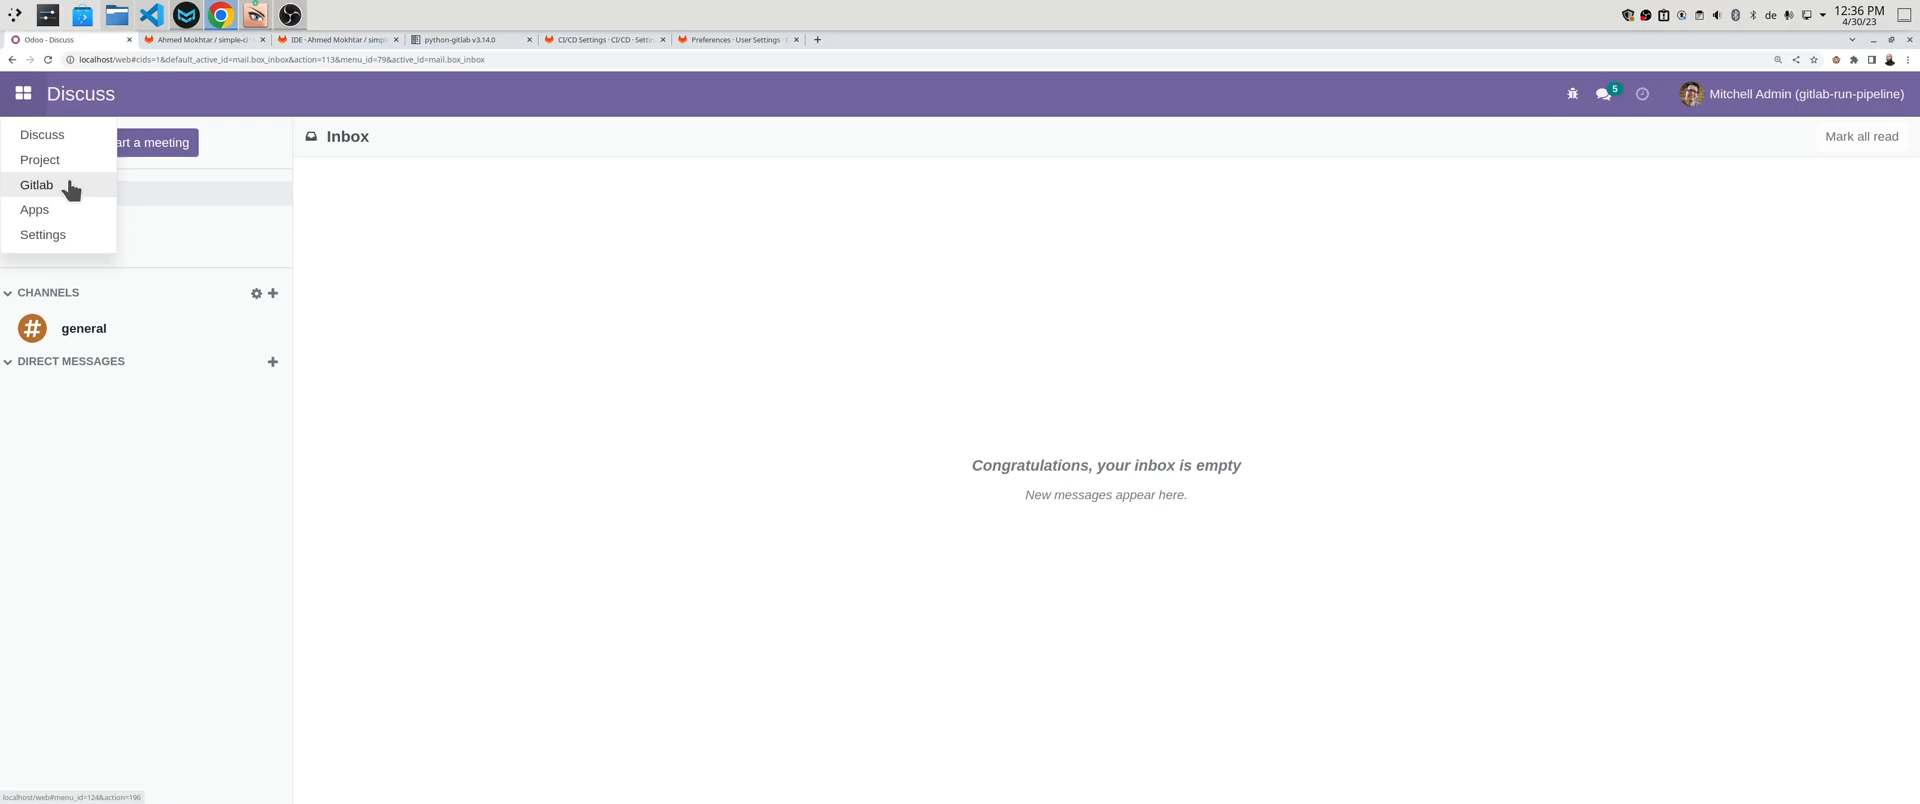 12:36 PM
de
4/30/23
Odoo - Discuss
Ahmed Mokhtar / simple-ci
IDE · Ahmed Mokhtar / simpl
python-gitlab v3.14.0
CI/CD Settings · CI/CD · Settin
Preferences · User Settings ·
localhost/web#cids=1&default_active_id=mail.box_inbox&action=113&menu_id=79&active_id=mail.box_inbox
Discuss
5
Mitchell Admin (gitlab-run-pipeline)
Discuss
art a meeting
Inbox
Mark all read
Project
Gitlab
Apps
Settings
CHANNELS
# general
DIRECT MESSAGES
Congratulations, your inbox is empty
New messages appear here.
localhost/web#menu_id=124&action=196